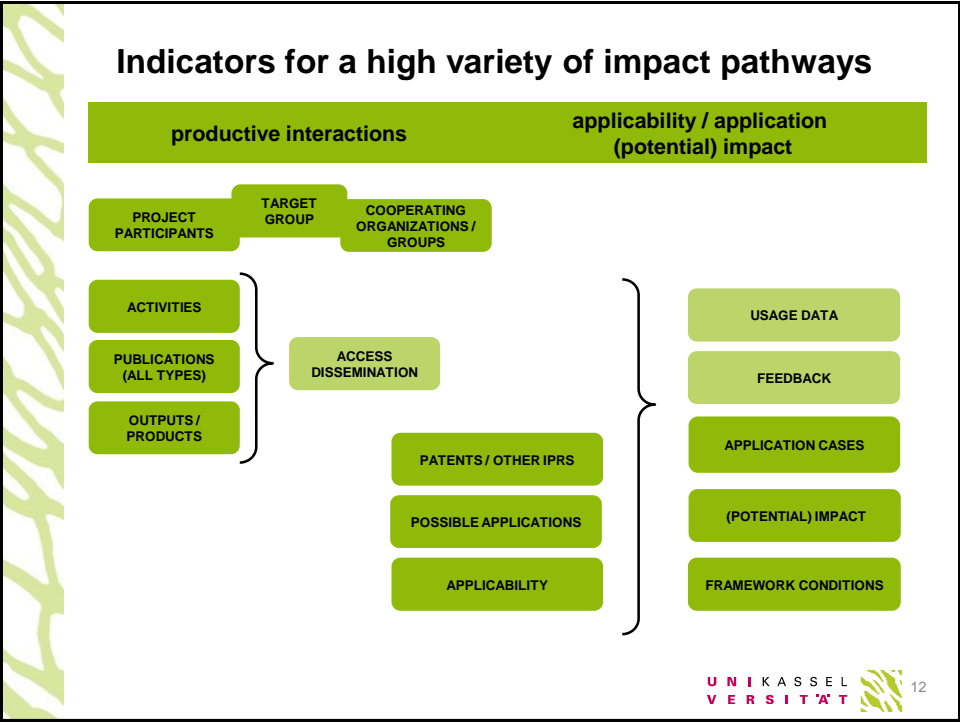 Indicators for a high variety of impact pathways
productive interactions
applicability / application
(potential) impact
PROJECT
PARTICIPANTS
TARGET
GROUP
COOPERATING
ORGANIZATIONS /
GROUPS
ACTIVITIES
PUBLICATIONS
(ALL TYPES)
OUTPUTS /
PRODUCTS
ACCESS
DISSEMINATION
PATENTS / OTHER IPRS
POSSIBLE APPLICATIONS
APPLICABILITY
USAGE DATA
FEEDBACK
APPLICATION CASES
(POTENTIAL) IMPACT
FRAMEWORK CONDITIONS
UNIKASSEL
VERSITÄT
12